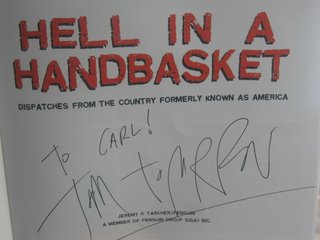 HELL IN A
HANDBASKET
DISPATCHES FROM THE COUNTRY FORMERLY KNOWN AS AMERICA
TO CARL!
JEREMY P. TARCHER/PENGUIN
A MEMBER OF PENGUIN GROUP (USA) INC.